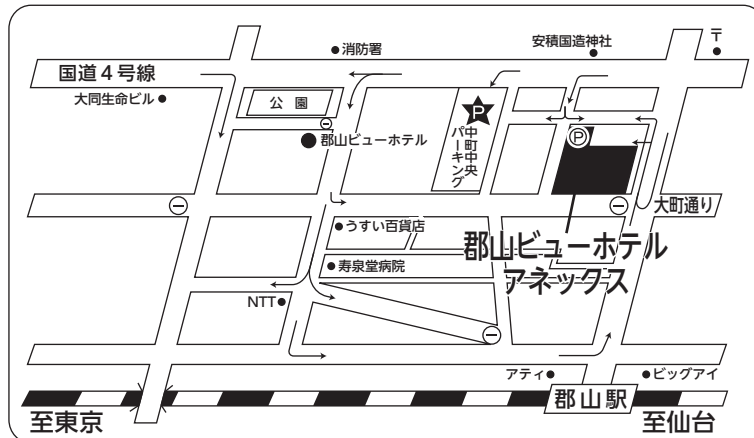 〒
消防署
安積国造神社
国道4号線
大同生命ビル
公園
P
中町中央
パーキング
P
郡山ビューホテル
大町通り
うすい百貨店
郡山ビューホテル
アネックス
寿泉堂病院
NTT
アティ
ビッグアイ
郡山駅
至東京
至仙台